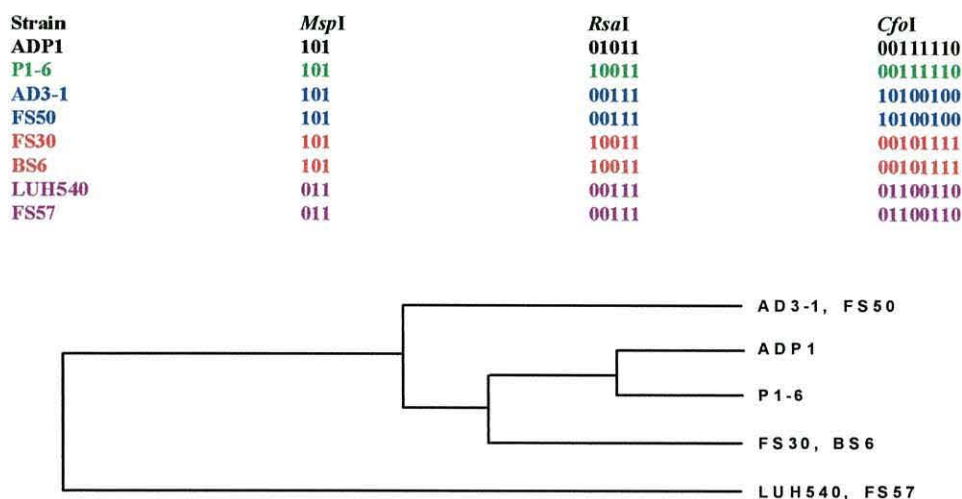 Strain MspI RsaI CfoI
ADP1 101 01011 00111110
P1-6 101 10011 00111110
AD3-1 101 00111 10100100
FS50 101 00111 10100100
FS30 101 10011 00101111
BS6 101 10011 00101111
LUH540 011 00111 01100110
FS57 011 00111 01100110
AD3-1, FS50
ADP1
P1-6
FS30, BS6
LUH540, FS57